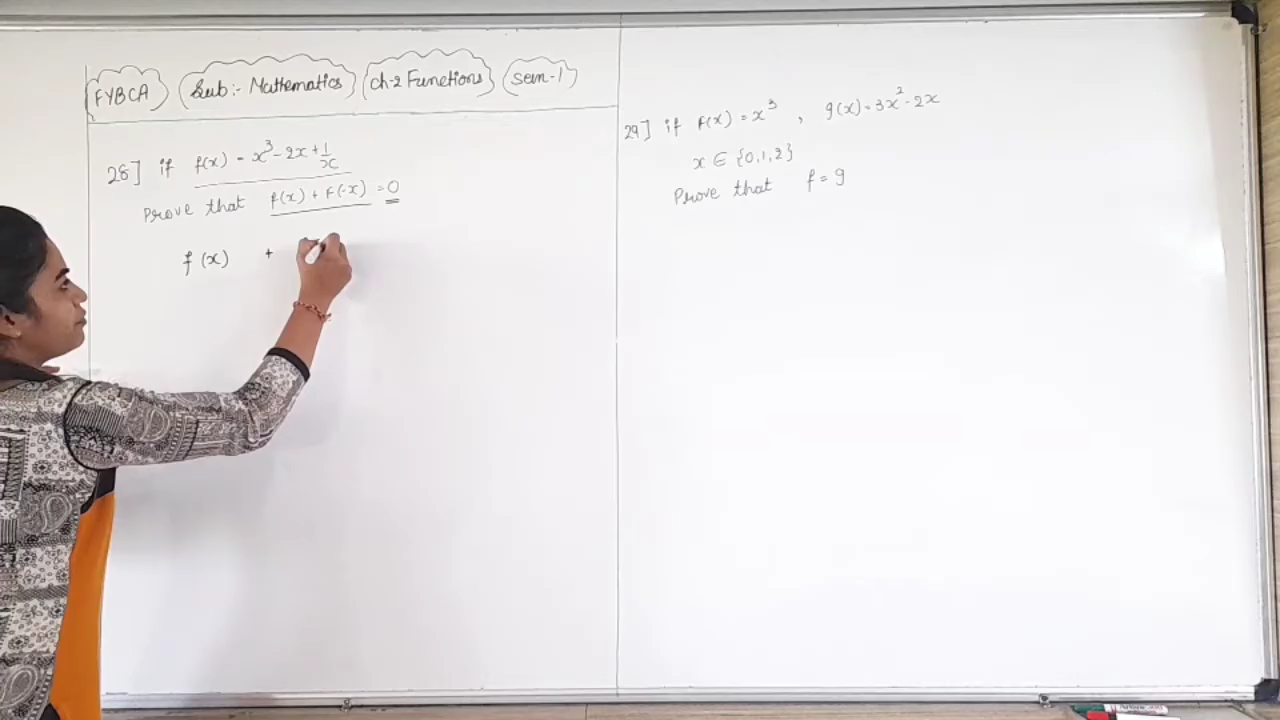 FYBCA Sub:- Mathematics ch-2 Functions Sem-1
28] if f(x) = x³ - 2x + 1/x
Prove that f(x) + f(-x) = 0
f(x) +
29] if f(x) = x³ , g(x) = 3x² - 2x
x ∈ {0,1,2}
Prove that f = g